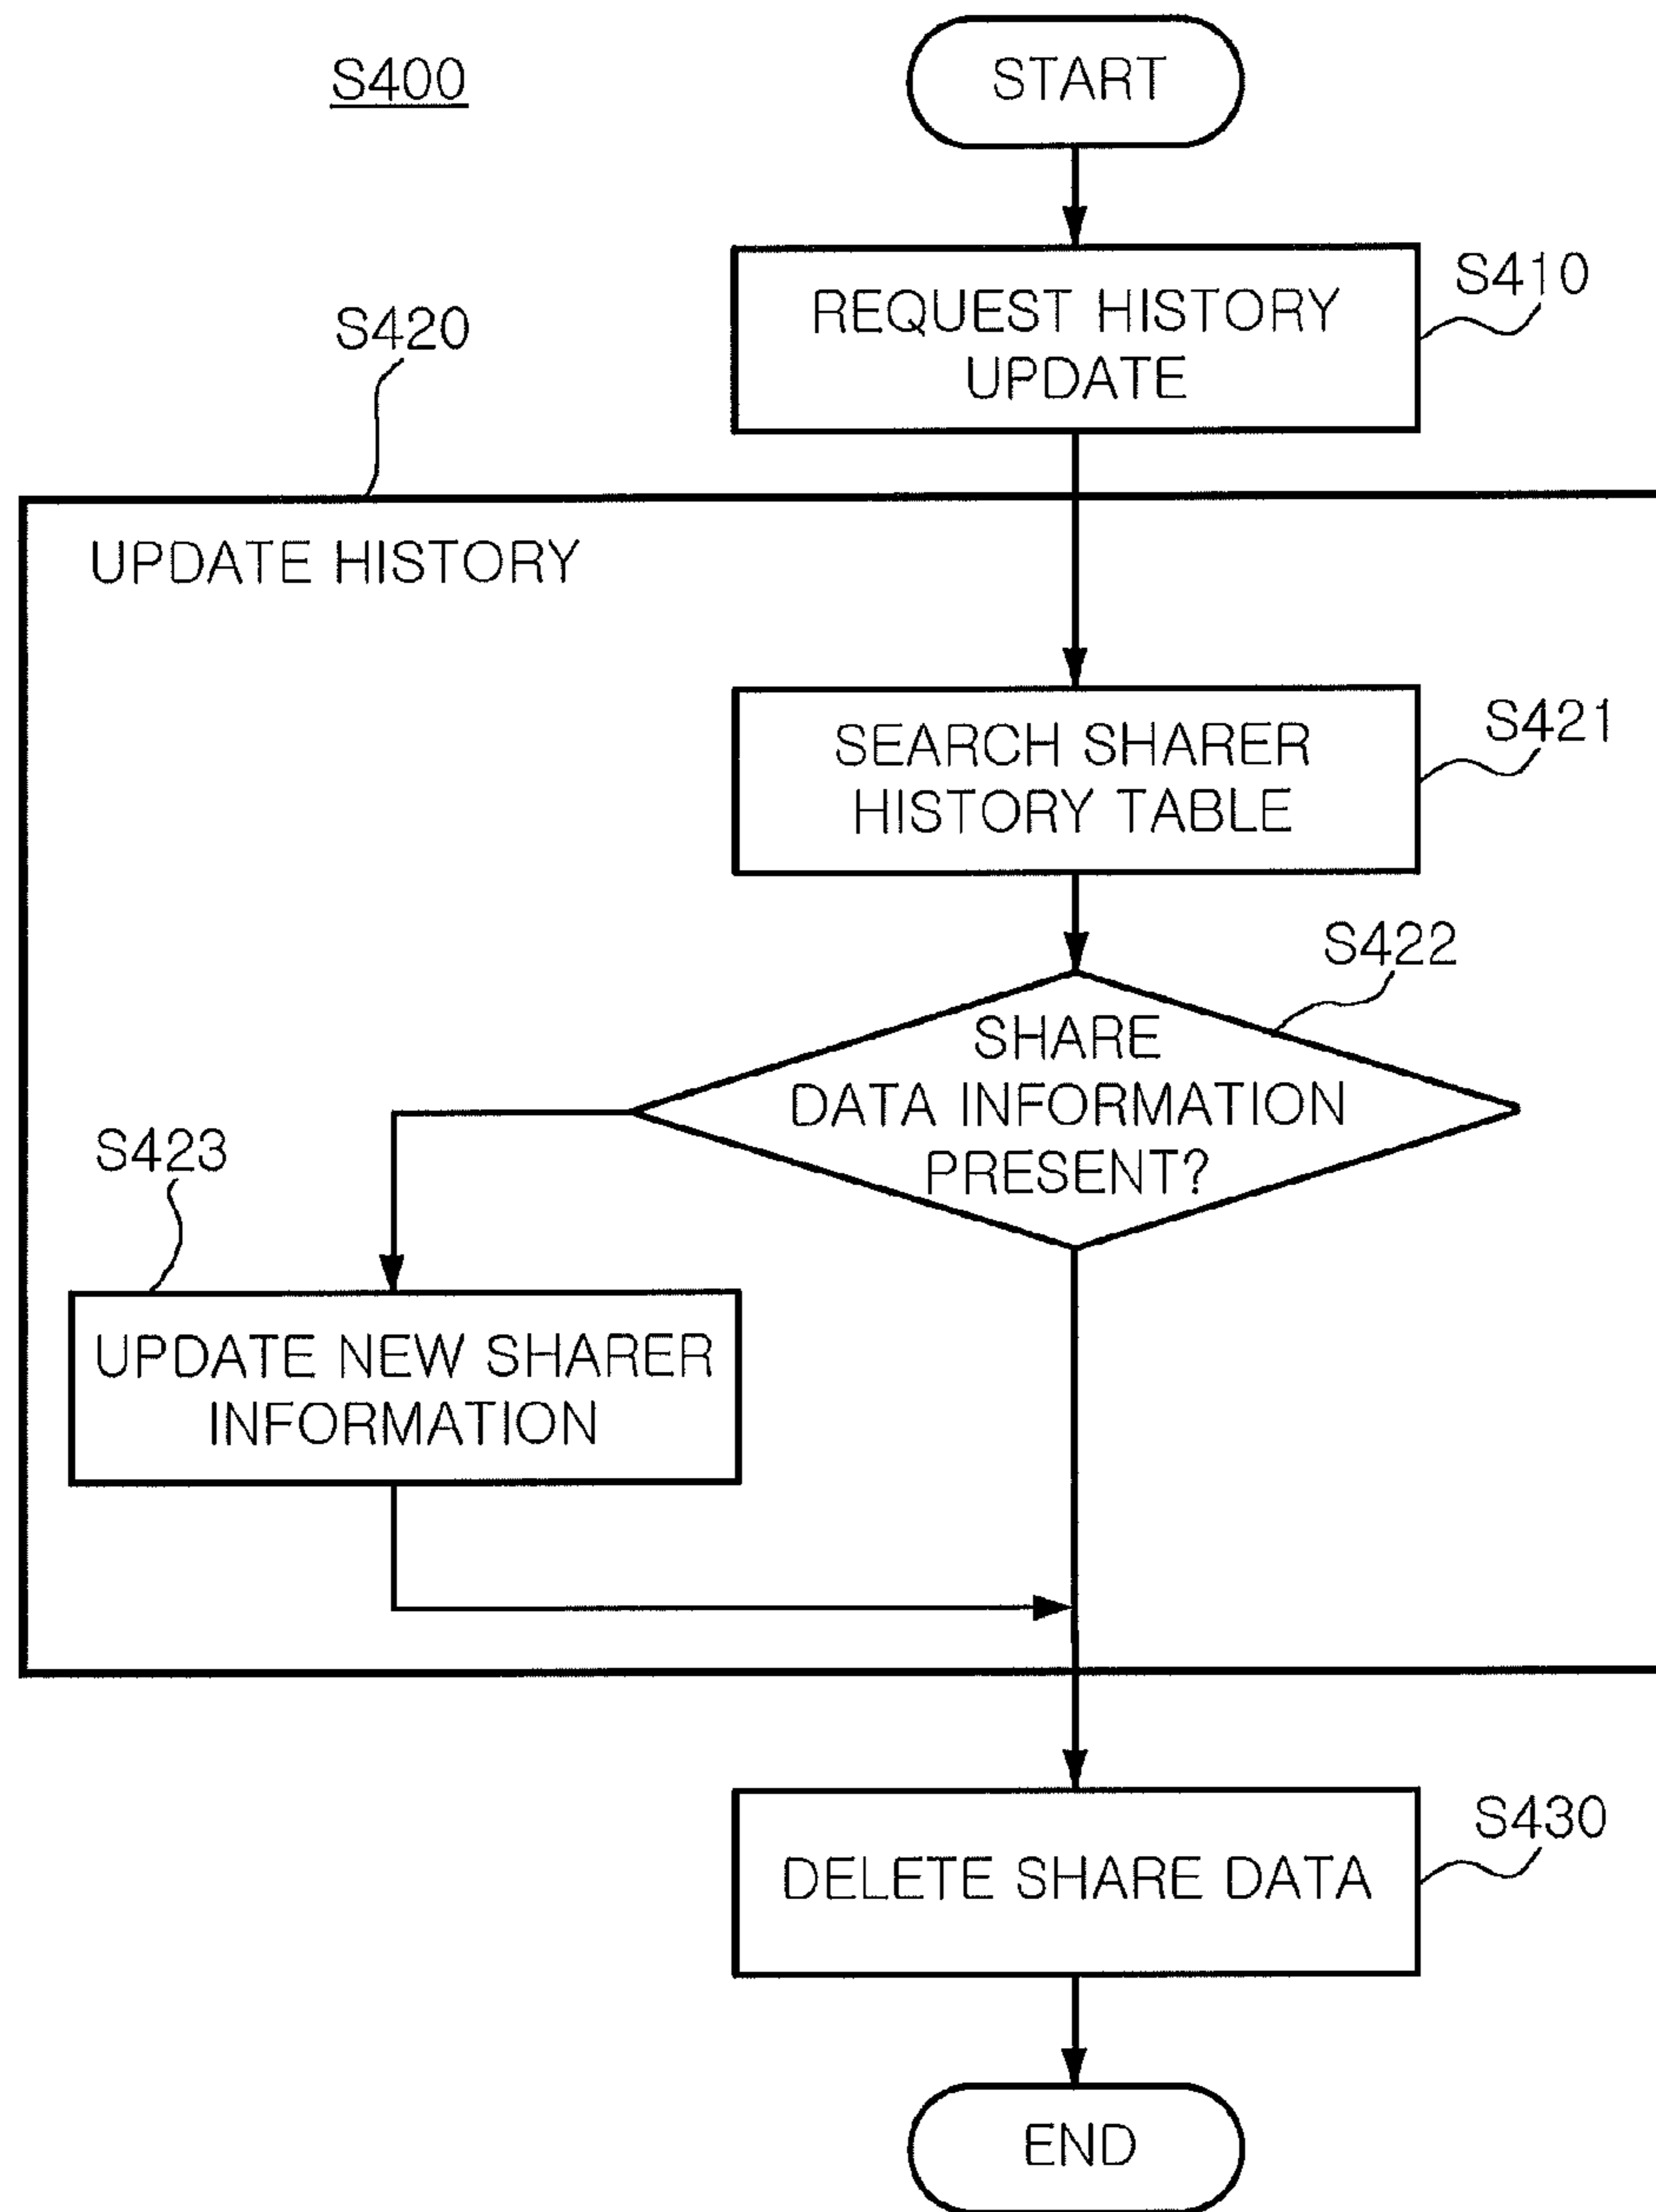 S400
START
S410
REQUEST HISTORY
UPDATE
S420
UPDATE HISTORY
S421
SEARCH SHARER
HISTORY TABLE
S422
SHARE
DATA INFORMATION
PRESENT?
S423
UPDATE NEW SHARER
INFORMATION
S430
DELETE SHARE DATA
END